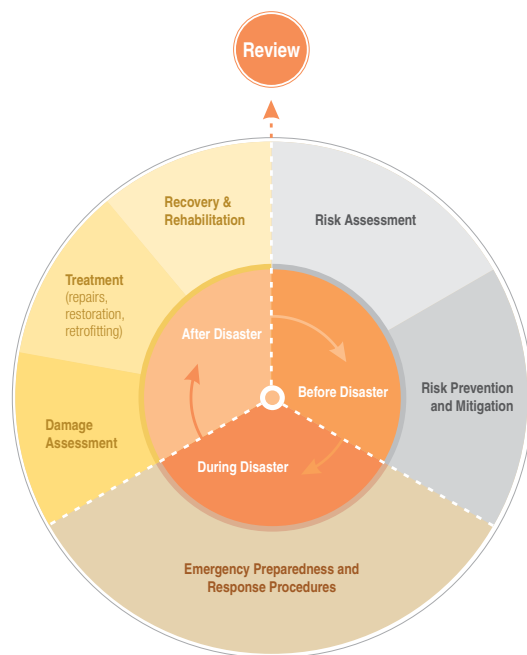 Review
Recovery &
Rehabilitation
Risk Assessment
Treatment
(repairs,
restoration,
retrofitting)
After Disaster
Before Disaster
Risk Prevention
and Mitigation
Damage
Assessment
During Disaster
Emergency Preparedness and
Response Procedures